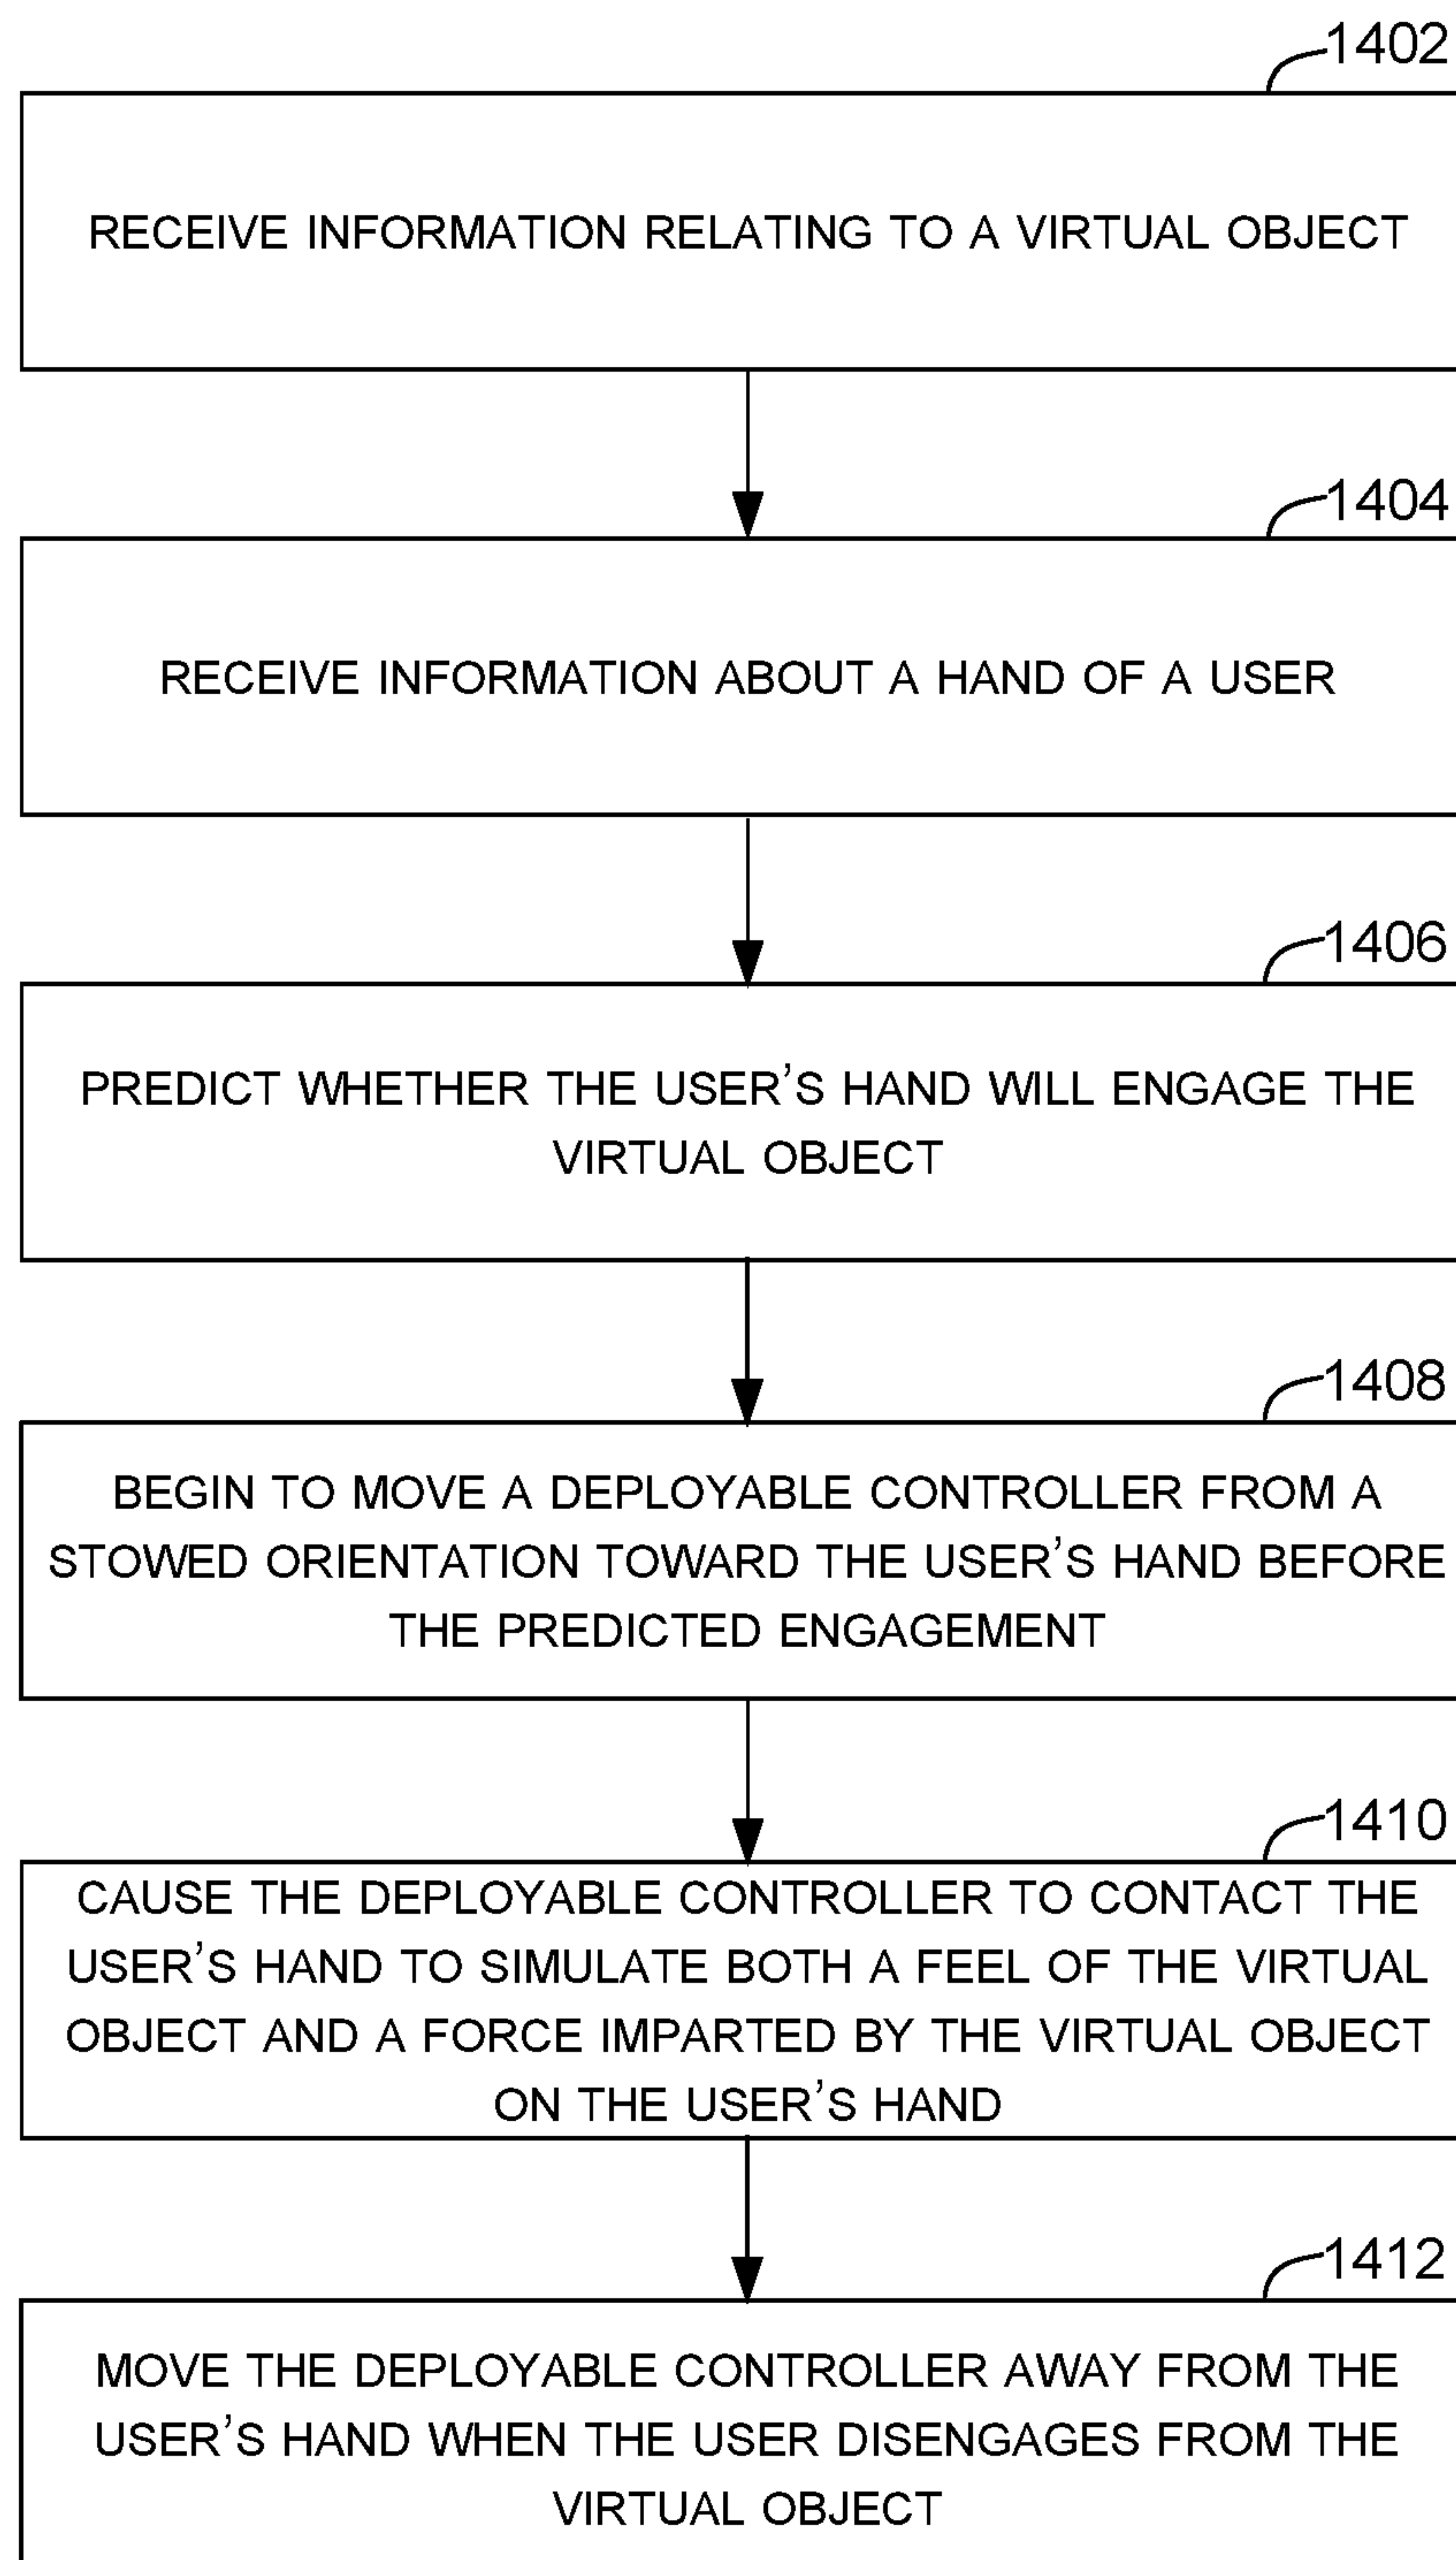 1402
RECEIVE INFORMATION RELATING TO A VIRTUAL OBJECT
1404
RECEIVE INFORMATION ABOUT A HAND OF A USER
1406
PREDICT WHETHER THE USER'S HAND WILL ENGAGE THE
VIRTUAL OBJECT
1408
BEGIN TO MOVE A DEPLOYABLE CONTROLLER FROM A
STOWED ORIENTATION TOWARD THE USER'S HAND BEFORE
THE PREDICTED ENGAGEMENT
1410
CAUSE THE DEPLOYABLE CONTROLLER TO CONTACT THE
USER'S HAND TO SIMULATE BOTH A FEEL OF THE VIRTUAL
OBJECT AND A FORCE IMPARTED BY THE VIRTUAL OBJECT
ON THE USER'S HAND
1412
MOVE THE DEPLOYABLE CONTROLLER AWAY FROM THE
USER'S HAND WHEN THE USER DISENGAGES FROM THE
VIRTUAL OBJECT